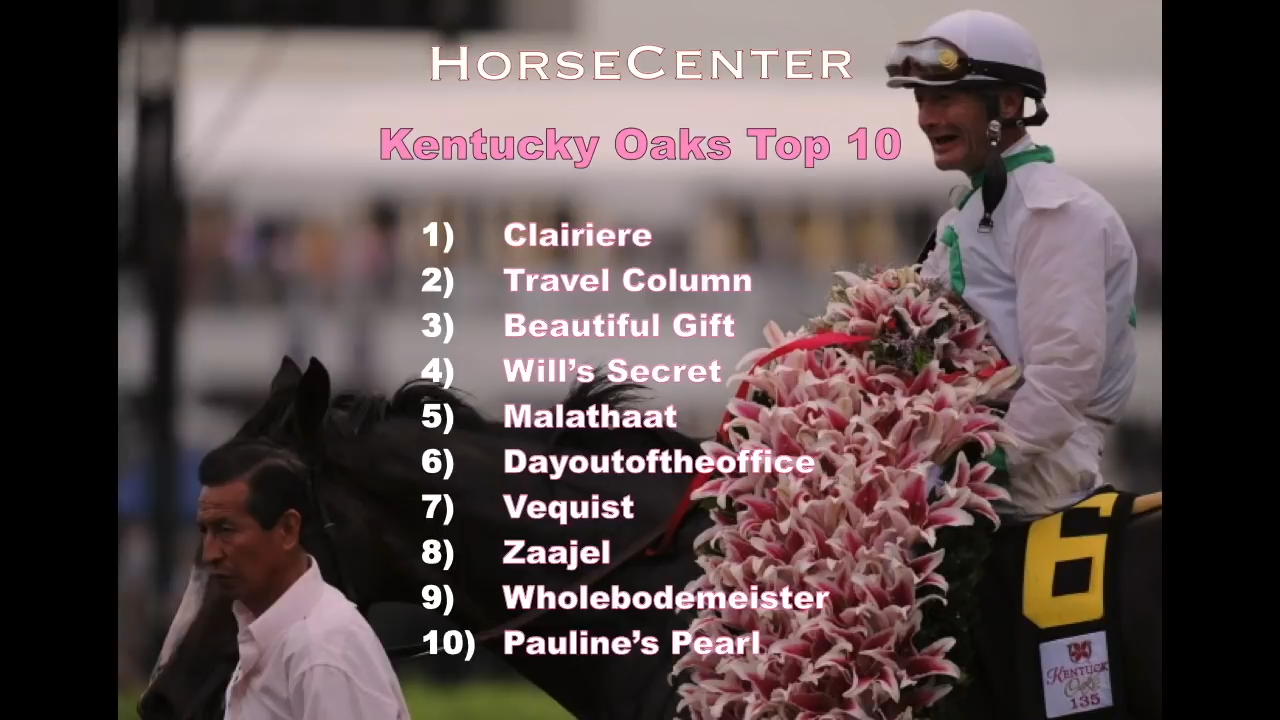 HORSECENTER
Kentucky Oaks Top 10
1) Clairiere
2) Travel Column
3) Beautiful Gift
4) Will’s Secret
5) Malathaat
6) Dayoutoftheoffice
7) Vequist
8) Zaajel
9) Wholebodemeister
10) Pauline’s Pearl
6
KENTUCKY
Oaks
135